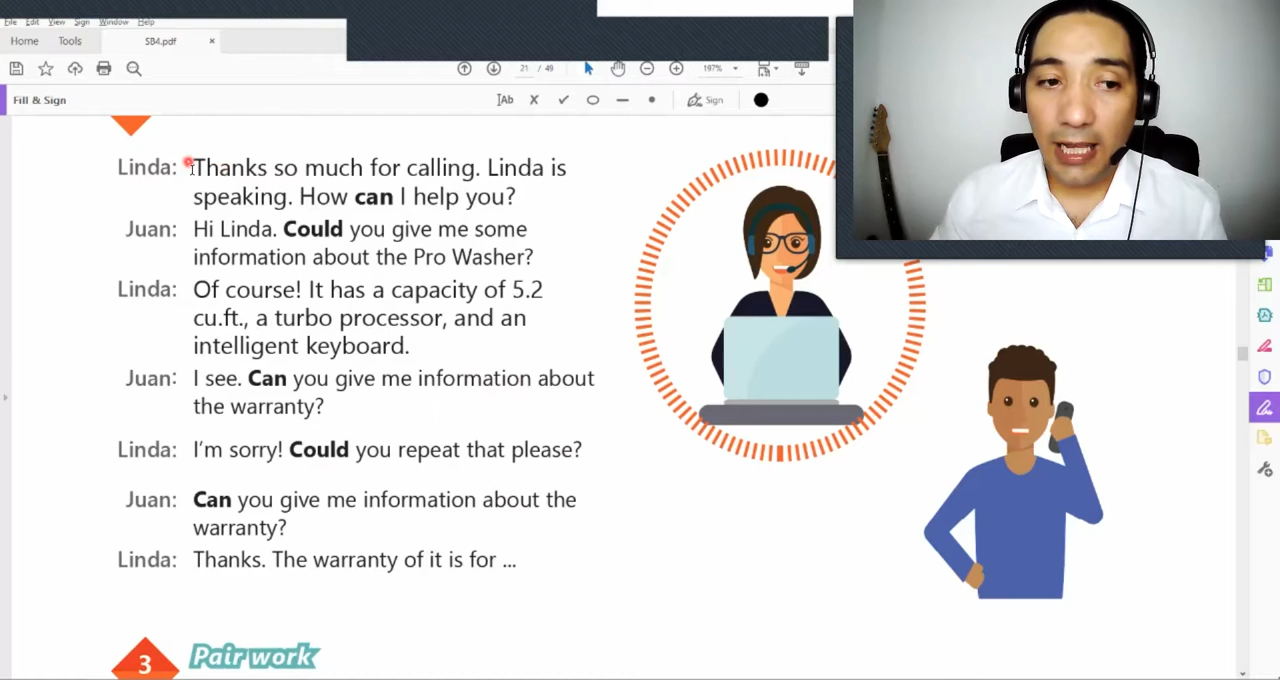 File Edit View Sign Window Help
Home Tools SB4.pdf ×
21 / 49 197%
Fill & Sign Sign
Linda: Thanks so much for calling. Linda is
speaking. How can I help you?
Juan: Hi Linda. Could you give me some
information about the Pro Washer?
Linda: Of course! It has a capacity of 5.2
cu.ft., a turbo processor, and an
intelligent keyboard.
Juan: I see. Can you give me information about
the warranty?
Linda: I'm sorry! Could you repeat that please?
Juan: Can you give me information about the
warranty?
Linda: Thanks. The warranty of it is for ...
3 Pair work